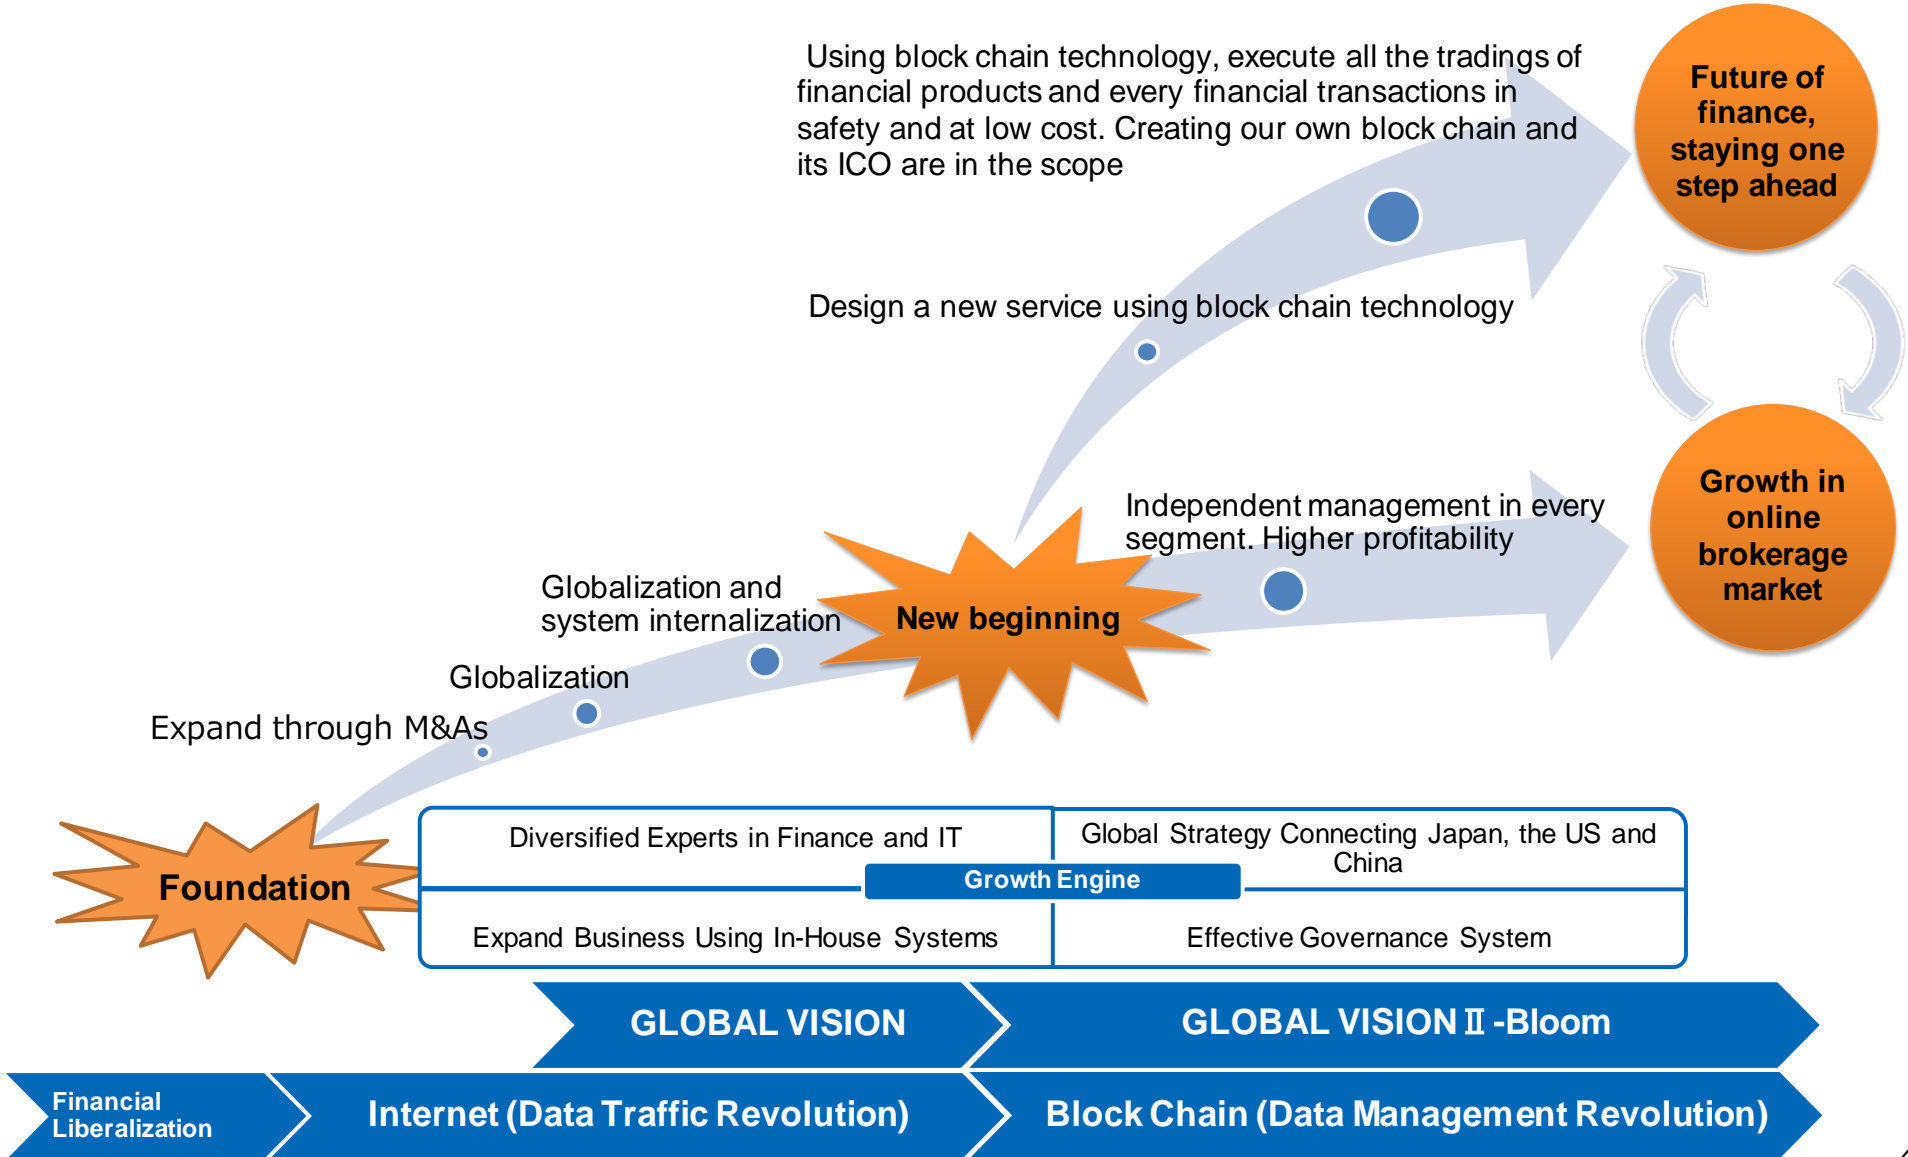 Using block chain technology, execute all the tradings of
financial products and every financial transactions in
safety and at low cost. Creating our own block chain and
its ICO are in the scope
Future of
finance,
staying one
step ahead
Design a new service using block chain technology
Independent management in every
segment. Higher profitability
Growth in
online
brokerage
market
Globalization and
system internalization
New beginning
Globalization
Expand through M&As
Foundation
Diversified Experts in Finance and IT
Global Strategy Connecting Japan, the US and
China
Growth Engine
Expand Business Using In-House Systems
Effective Governance System
GLOBAL VISION
GLOBAL VISION Ⅱ -Bloom
Financial
Liberalization
Internet (Data Traffic Revolution)
Block Chain (Data Management Revolution)